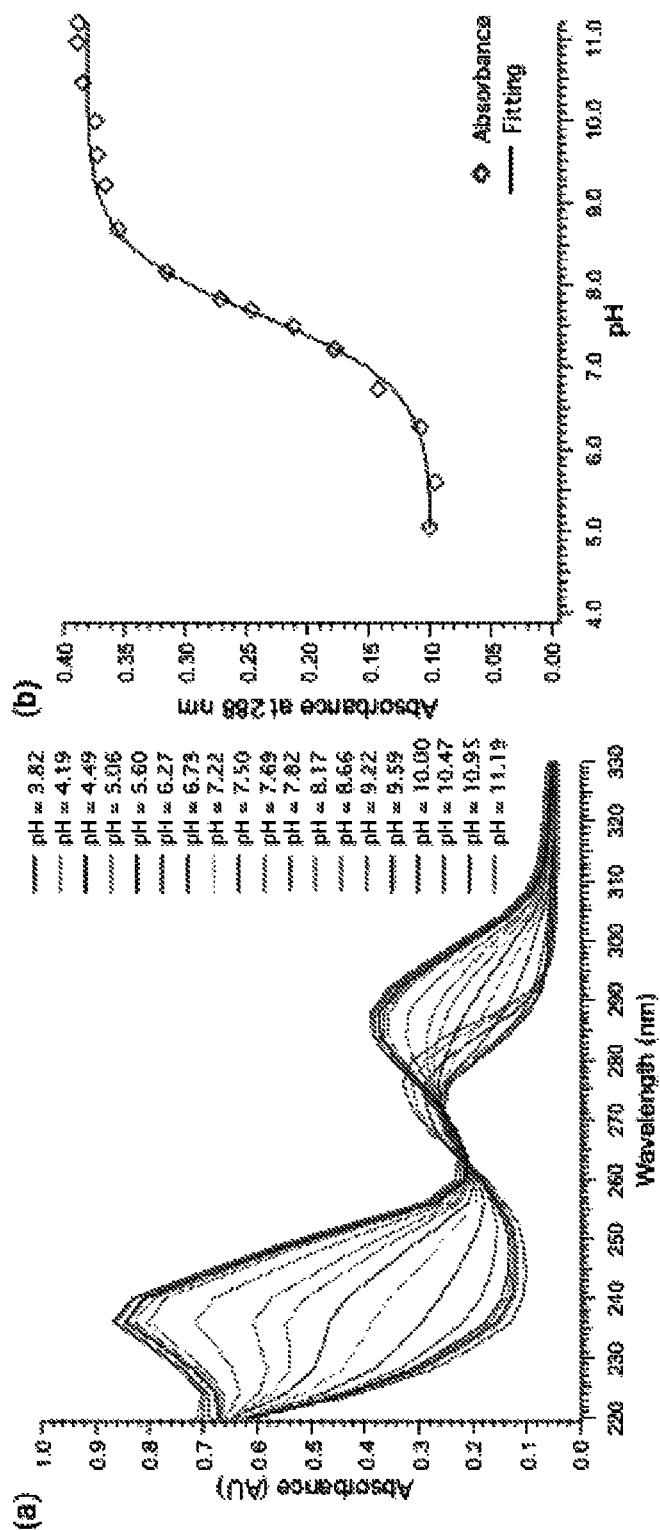 (a)
Absorbance (AU)
1.0
0.9
0.8
0.7
0.6
0.5
0.4
0.3
0.2
0.1
220 230 240 250 260 270 280 290 300 310 320 330
Wavelength (nm)
pH = 3.82
pH = 4.19
pH = 4.49
pH = 5.06
pH = 5.60
pH = 6.27
pH = 6.73
pH = 7.22
pH = 7.50
pH = 7.69
pH = 7.82
pH = 8.17
pH = 8.66
pH = 9.22
pH = 9.59
pH = 10.00
pH = 10.47
pH = 10.95
pH = 11.19
(b)
Absorbance at 288 nm
0.40
0.35
0.30
0.25
0.20
0.15
0.10
0.05
0.00
4.0 5.0 6.0 7.0 8.0 9.0 10.0 11.0
pH
Absorbance
Fitting